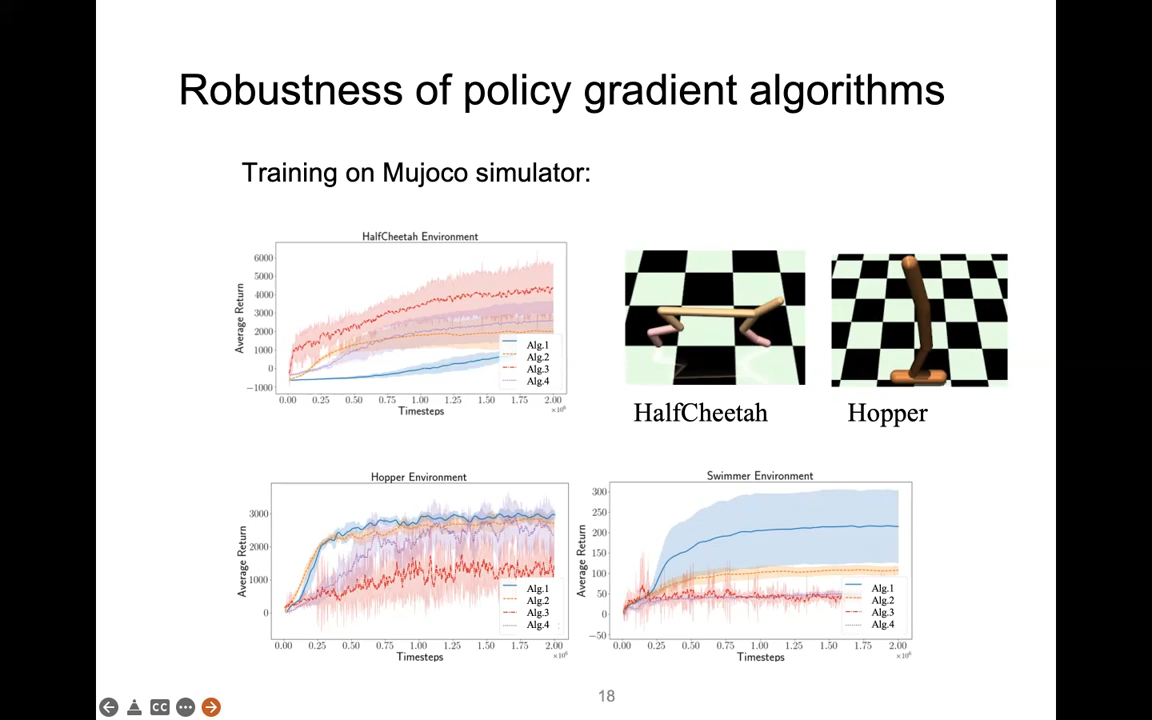 Robustness of policy gradient algorithms
Training on Mujoco simulator:
HalfCheetah Environment
Average Return
6000
5000
4000
3000
2000
1000
0
−1000
Alg.1
Alg.2
Alg.3
Alg.4
0.00 0.25 0.50 0.75 1.00 1.25 1.50 1.75 2.00
Timesteps
×10⁶
HalfCheetah
Hopper
Hopper Environment
Average Return
3000
2000
1000
0
Alg.1
Alg.2
Alg.3
Alg.4
0.00 0.25 0.50 0.75 1.00 1.25 1.50 1.75 2.00
Timesteps
×10⁶
Swimmer Environment
Average Return
300
250
200
150
100
50
0
−50
Alg.1
Alg.2
Alg.3
Alg.4
0.00 0.25 0.50 0.75 1.00 1.25 1.50 1.75 2.00
Timesteps
×10⁶
18
CC